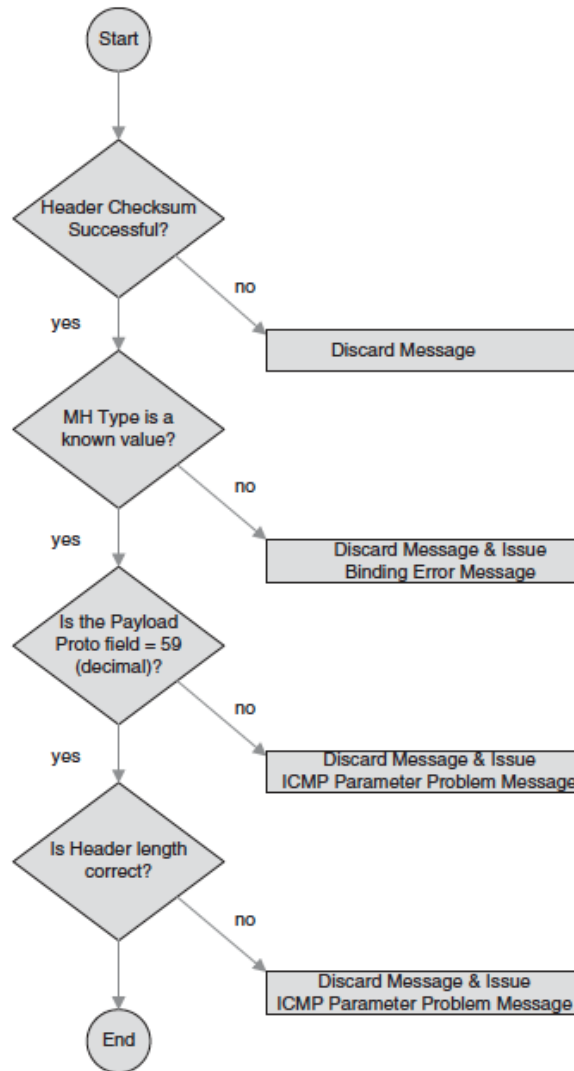 Start
Header Checksum
Successful?
no
yes
Discard Message
MH Type is a
known value?
no
yes
Discard Message & Issue
Binding Error Message
Is the Payload
Proto field = 59
(decimal)?
no
yes
Discard Message & Issue
ICMP Parameter Problem Message
Is Header length
correct?
no
Discard Message & Issue
ICMP Parameter Problem Message
End